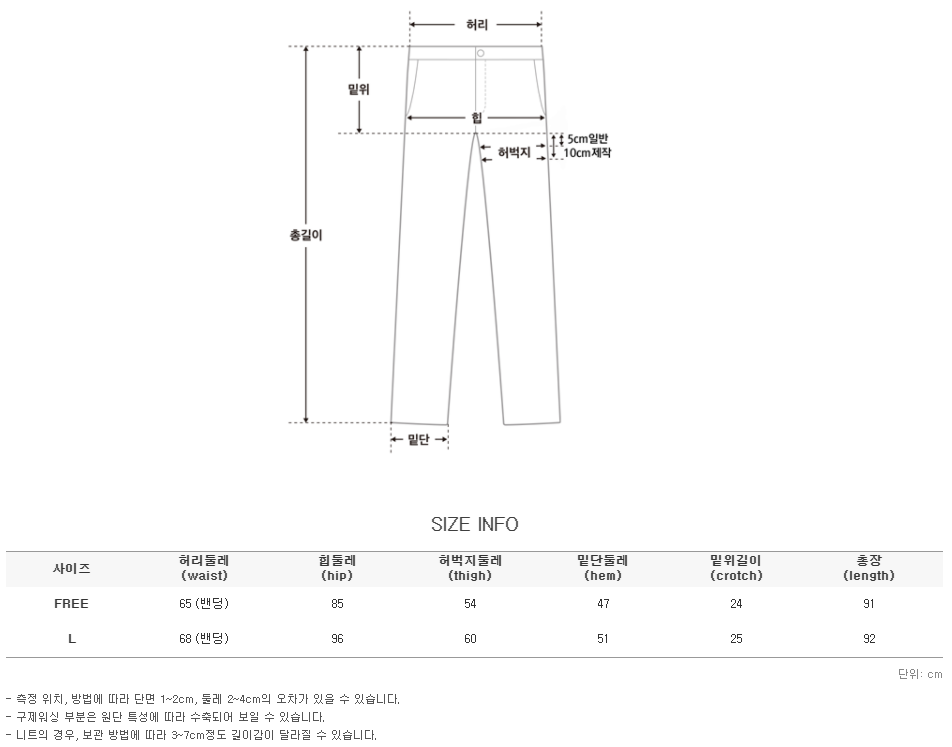 허리
밑위
힙
5cm일반
허벅지
10cm제작
총길이
밑단
SIZE INFO
사이즈 허리둘레 힙둘레 허벅지둘레 밑단둘레 밑위길이 총장
(waist) (hip) (thigh) (hem) (crotch) (length)
FREE 65 (밴딩) 85 54 47 24 91
L 68 (밴딩) 96 60 51 25 92
단위: cm
- 측정 위치, 방법에 따라 단면 1~2cm, 둘레 2~4cm의 오차가 있을 수 있습니다.
- 구제워싱 부분은 원단 특성에 따라 수축되어 보일 수 있습니다.
- 니트의 경우, 보관 방법에 따라 3~7cm정도 길이감이 달라질 수 있습니다.